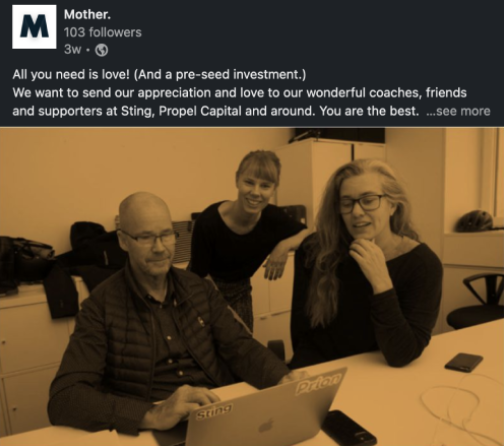 M
Mother.
103 followers
3w •
All you need is love! (And a pre-seed investment.)
We want to send our appreciation and love to our wonderful coaches, friends
and supporters at Sting, Propel Capital and around. You are the best. ...see more
Sting
Prion